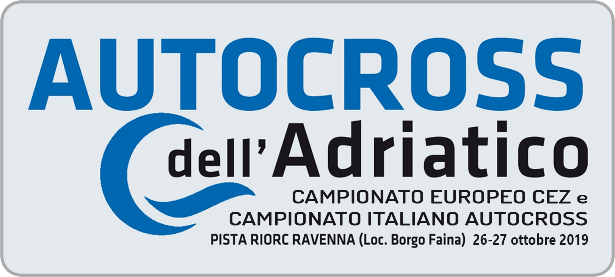 AUTOCROSS
dell'Adriatico
CAMPIONATO EUROPEO CEZ e
CAMPIONATO ITALIANO AUTOCROSS
PISTA RIORC RAVENNA (Loc. Borgo Faina) 26-27 ottobre 2019